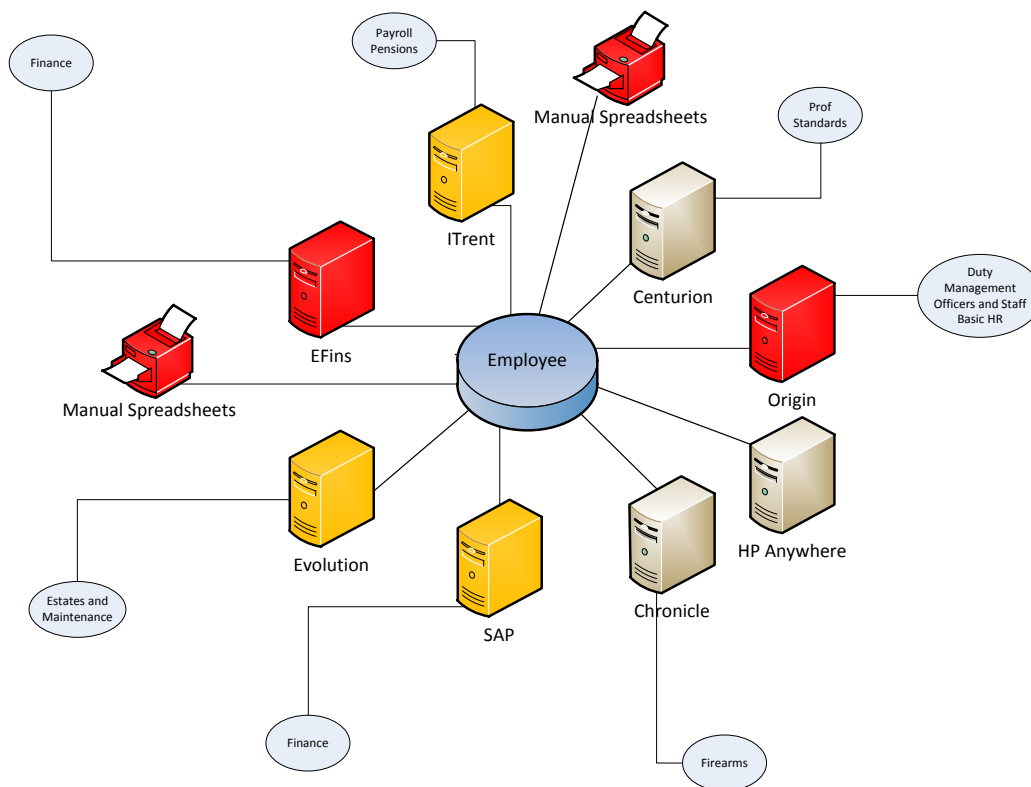 Payroll
Pensions
Finance
Manual Spreadsheets
Prof
Standards
ITrent
Centurion
Duty
Management
Officers and Staff
Basic HR
EFins
Employee
Origin
Manual Spreadsheets
HP Anywhere
Evolution
Chronicle
Estates and
Maintenance
SAP
Finance
Firearms